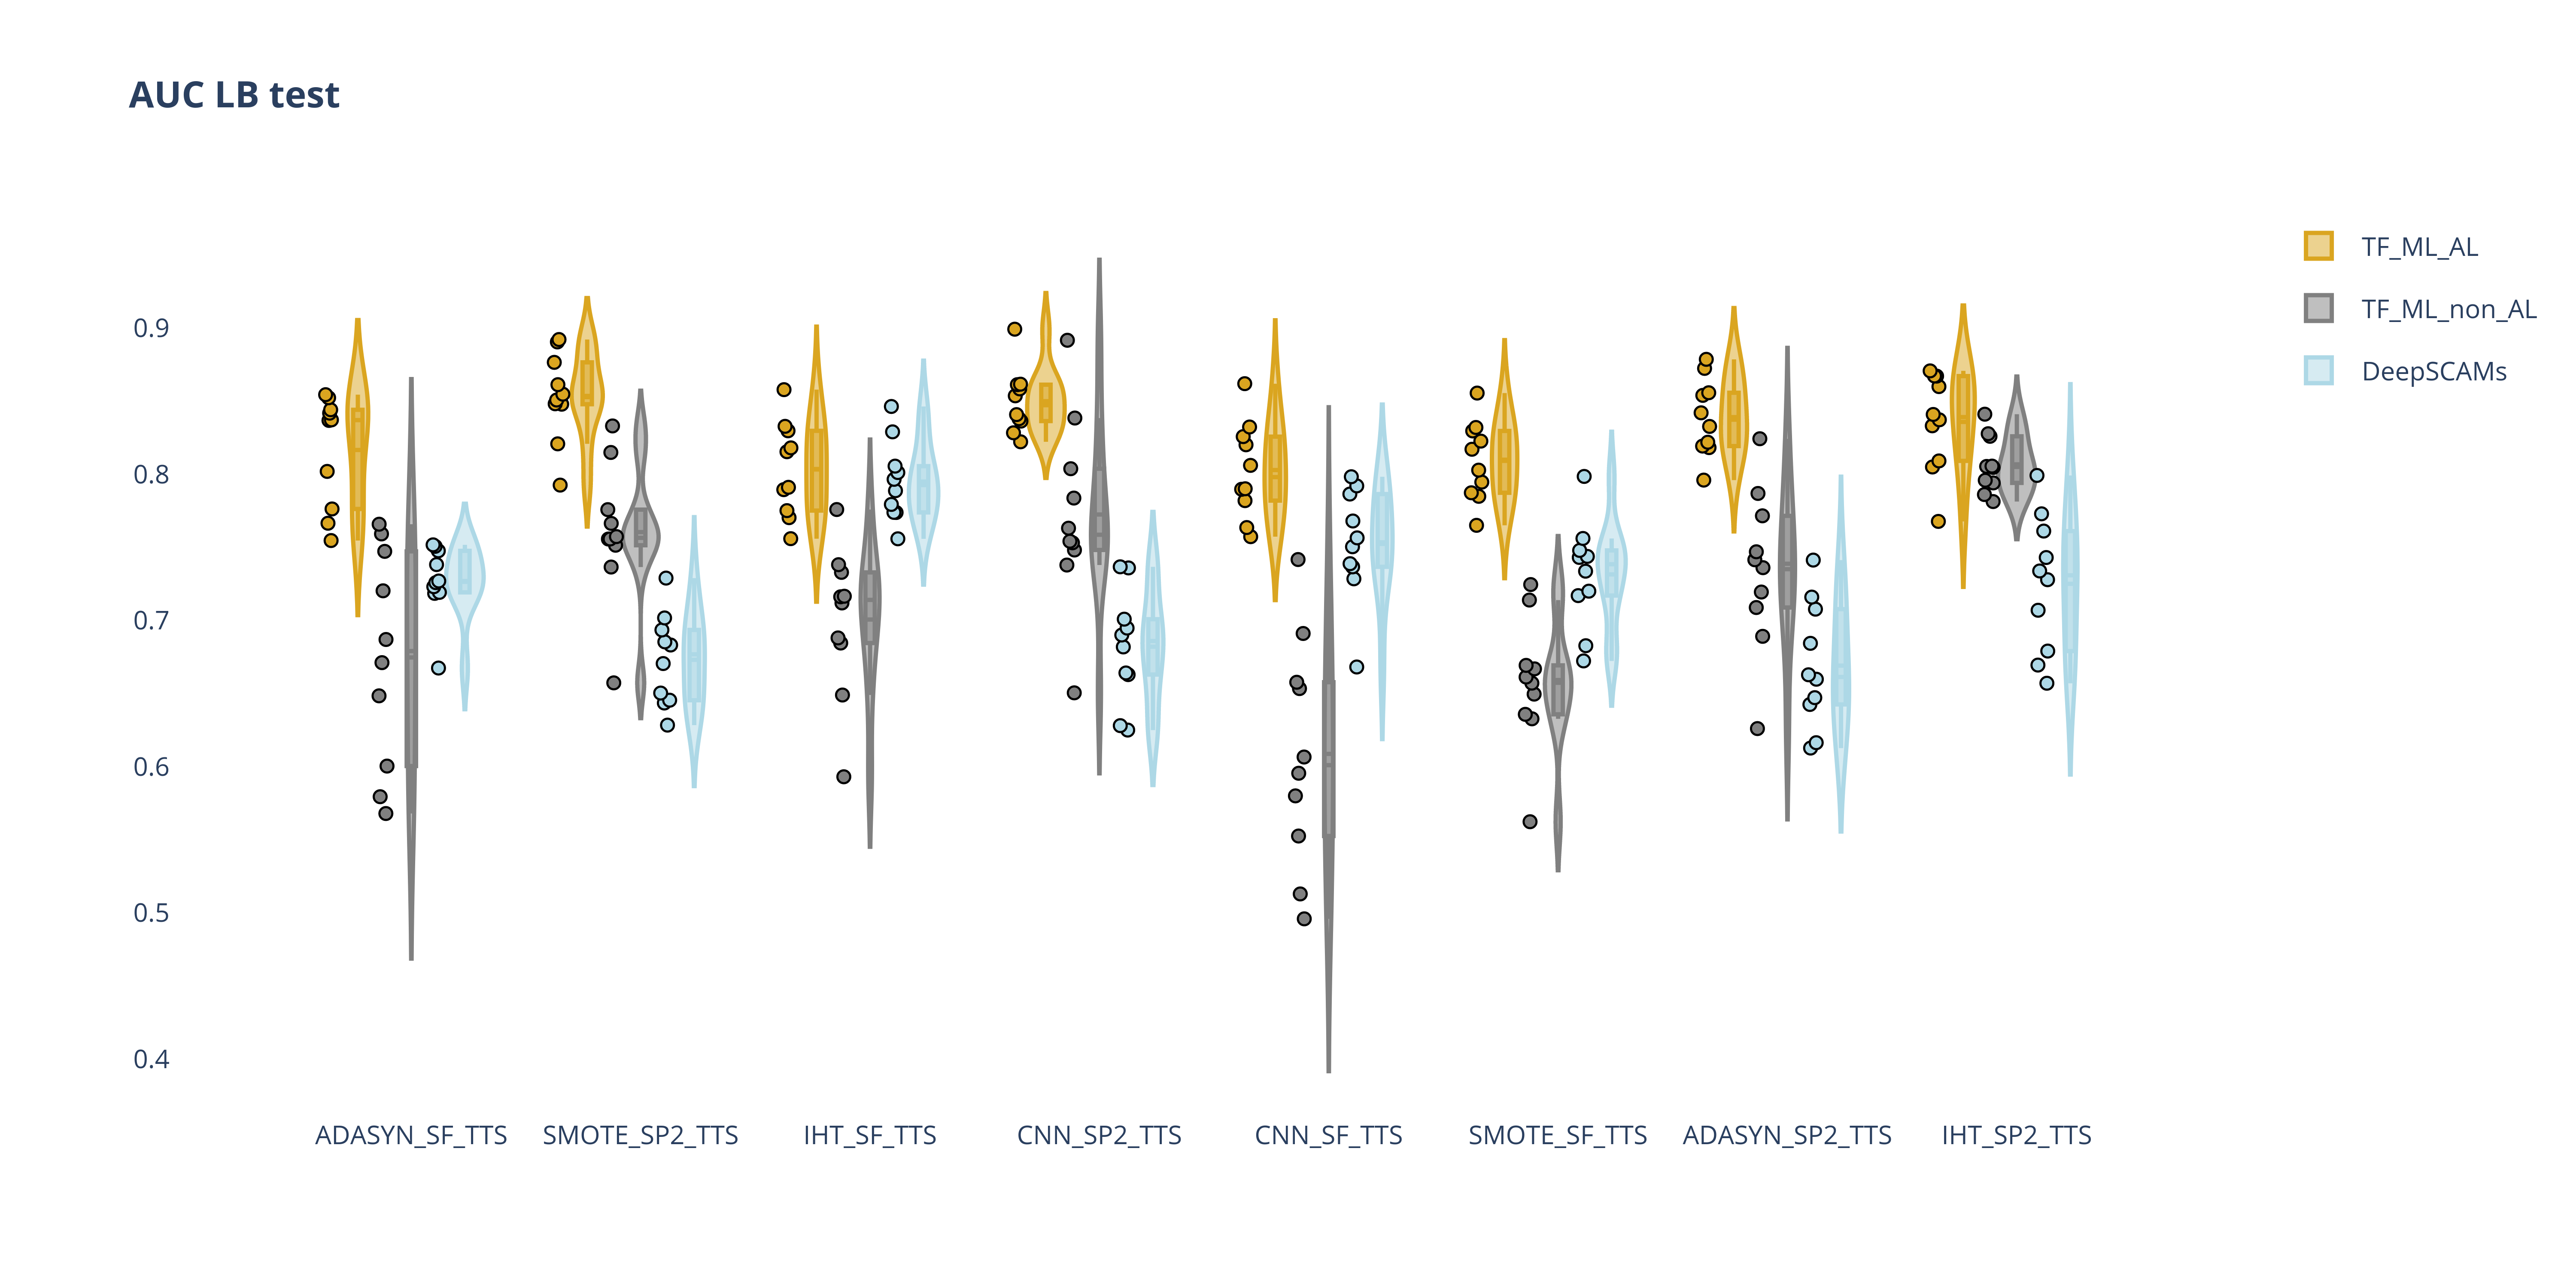 AUC LB test
TF_ML_AL
TF_ML_non_AL
DeepSCAMs
0.9
0.8
0.7
0.6
0.5
0.4
ADASYN_SF_TTS SMOTE_SP2_TTS IHT_SF_TTS CNN_SP2_TTS CNN_SF_TTS SMOTE_SF_TTS ADASYN_SP2_TTS IHT_SP2_TTS